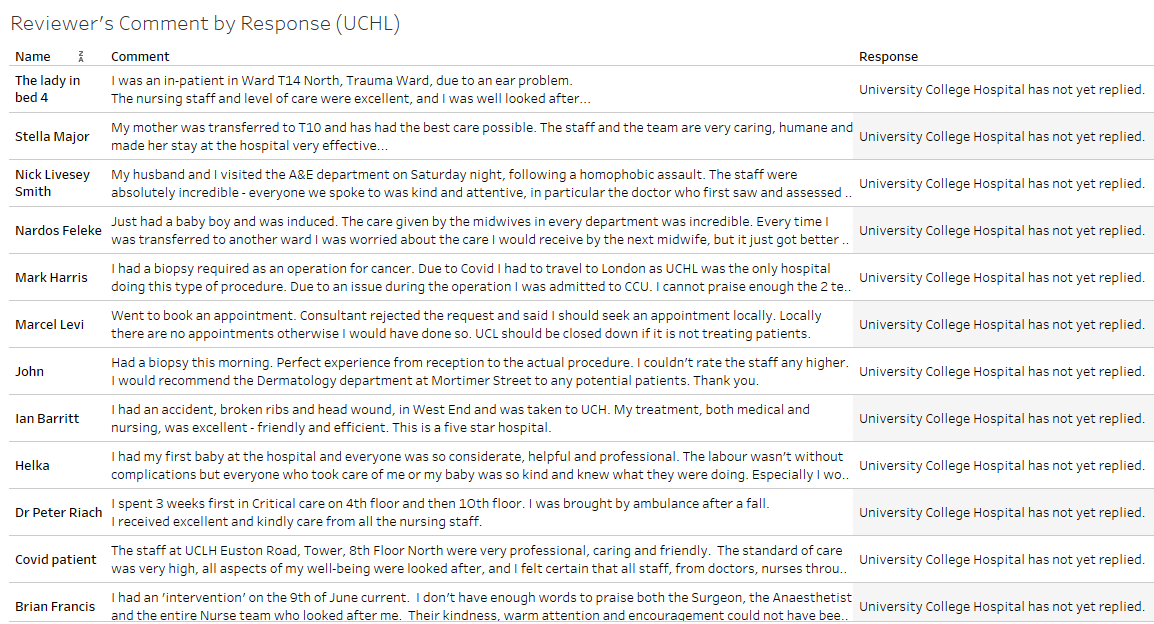 Reviewer's Comment by Response (UCHL)
Name Comment Response
The lady in bed 4
I was an in-patient in Ward T14 North, Trauma Ward, due to an ear problem.
The nursing staff and level of care were excellent, and I was well looked after...
University College Hospital has not yet replied.
Stella Major
My mother was transferred to T10 and has had the best care possible. The staff and the team are very caring, humane and
made her stay at the hospital very effective...
University College Hospital has not yet replied.
Nick Livesey Smith
My husband and I visited the A&E department on Saturday night, following a homophobic assault. The staff were
absolutely incredible - everyone we spoke to was kind and attentive, in particular the doctor who first saw and assessed ..
University College Hospital has not yet replied.
Nardos Feleke
Just had a baby boy and was induced. The care given by the midwives in every department was incredible. Every time I
was transferred to another ward I was worried about the care I would receive by the next midwife, but it just got better ..
University College Hospital has not yet replied.
Mark Harris
I had a biopsy required as an operation for cancer. Due to Covid I had to travel to London as UCHL was the only hospital
doing this type of procedure. Due to an issue during the operation I was admitted to CCU. I cannot praise enough the 2 te..
University College Hospital has not yet replied.
Marcel Levi
Went to book an appointment. Consultant rejected the request and said I should seek an appointment locally. Locally
there are no appointments otherwise I would have done so. UCL should be closed down if it is not treating patients.
University College Hospital has not yet replied.
John
Had a biopsy this morning. Perfect experience from reception to the actual procedure. I couldn't rate the staff any higher.
I would recommend the Dermatology department at Mortimer Street to any potential patients. Thank you.
University College Hospital has not yet replied.
Ian Barritt
I had an accident, broken ribs and head wound, in West End and was taken to UCH. My treatment, both medical and
nursing, was excellent - friendly and efficient. This is a five star hospital.
University College Hospital has not yet replied.
Helka
I had my first baby at the hospital and everyone was so considerate, helpful and professional. The labour wasn't without
complications but everyone who took care of me or my baby was so kind and knew what they were doing. Especially I wo..
University College Hospital has not yet replied.
Dr Peter Riach
I spent 3 weeks first in Critical care on 4th floor and then 10th floor. I was brought by ambulance after a fall.
I received excellent and kindly care from all the nursing staff.
University College Hospital has not yet replied.
Covid patient
The staff at UCLH Euston Road, Tower, 8th Floor North were very professional, caring and friendly. The standard of care
was very high, all aspects of my well-being were looked after, and I felt certain that all staff, from doctors, nurses throu..
University College Hospital has not yet replied.
Brian Francis
I had an 'intervention' on the 9th of June current. I don't have enough words to praise both the Surgeon, the Anaesthetist
and the entire Nurse team who looked after me. Their kindness, warm attention and encouragement could not have bee..
University College Hospital has not yet replied.